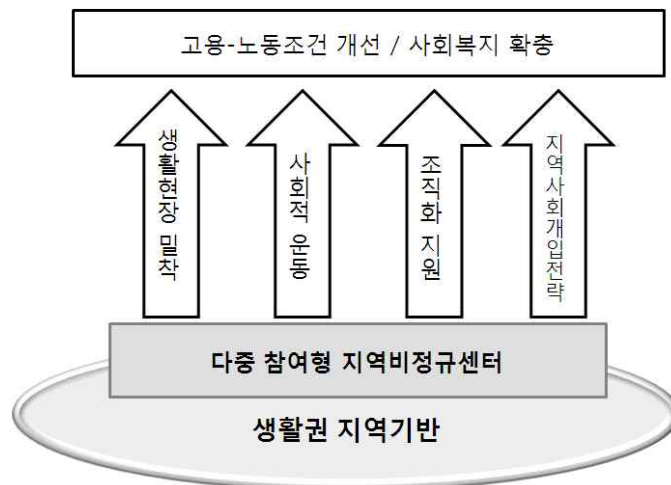 고용-노동조건 개선 / 사회복지 확충
생활현장 밀착
사회적 운동
조직화 지원
지역사회개입전략
다중 참여형 지역비정규센터
생활권 지역기반